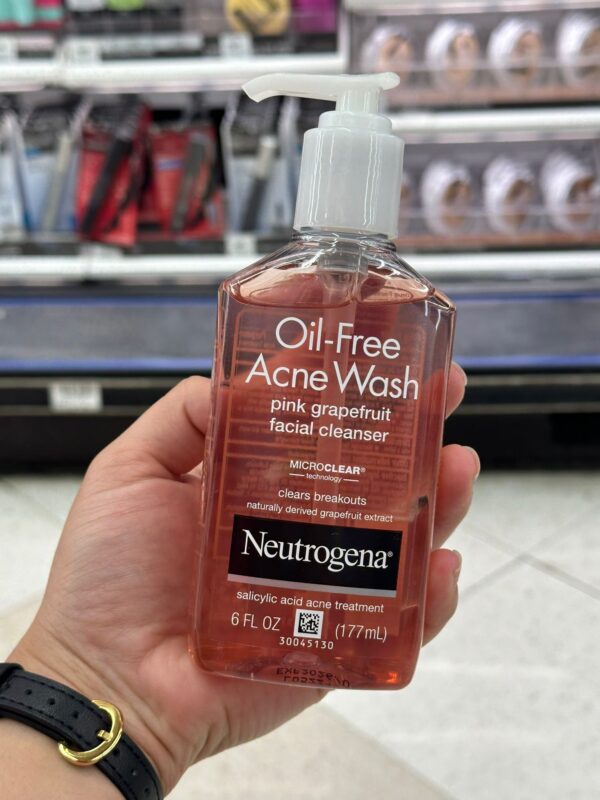 Oil-Free
Acne Wash
pink grapefruit
facial cleanser
MICROCLEAR®
technology
clears breakouts
naturally derived grapefruit extract
Neutrogena®
salicylic acid acne treatment
6 FL OZ (177mL)
30045130